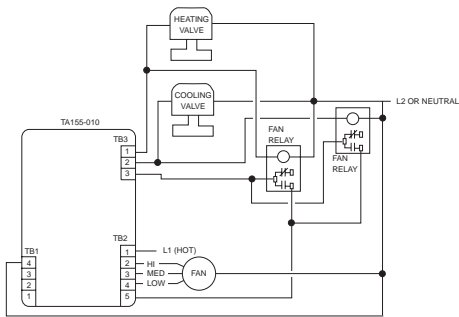 HEATING
VALVE
COOLING
VALVE
L2 OR NEUTRAL
TA155-010
TB3
1
2
3
FAN
RELAY
FAN
RELAY
TB1
4
3
2
1
TB2
1
2
3
4
5
L1 (HOT)
HI
MED
LOW
FAN